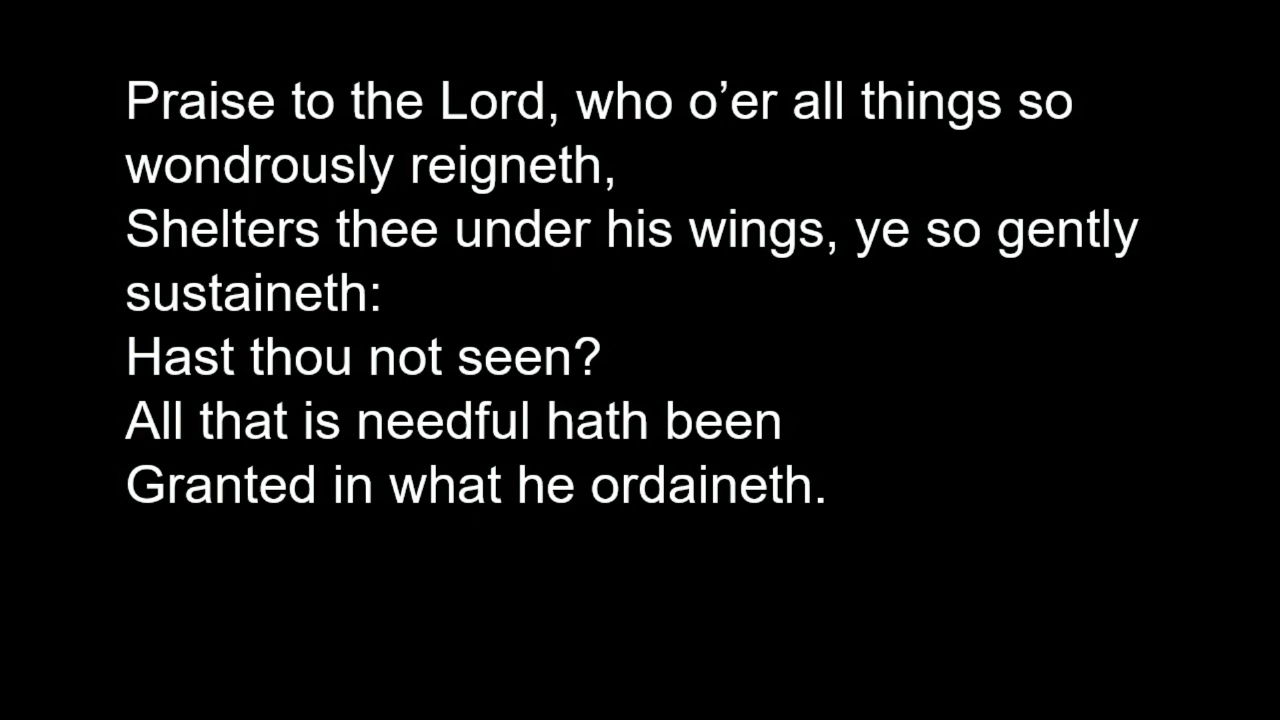 Praise to the Lord, who o’er all things so
wondrously reigneth,
Shelters thee under his wings, ye so gently
sustaineth:
Hast thou not seen?
All that is needful hath been
Granted in what he ordaineth.